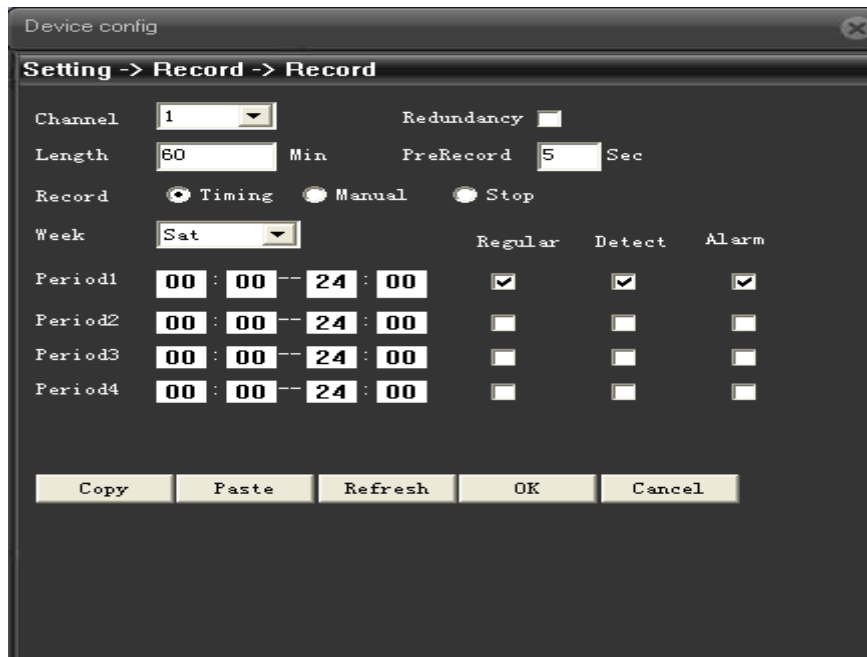 Device config
Setting -> Record -> Record
Channel 1 Redundancy
Length 60 Min PreRecord 5 Sec
Record Timing Manual Stop
Week Sat Regular Detect Alarm
Period1 00 : 00 -- 24 : 00
Period2 00 : 00 -- 24 : 00
Period3 00 : 00 -- 24 : 00
Period4 00 : 00 -- 24 : 00
Copy Paste Refresh OK Cancel